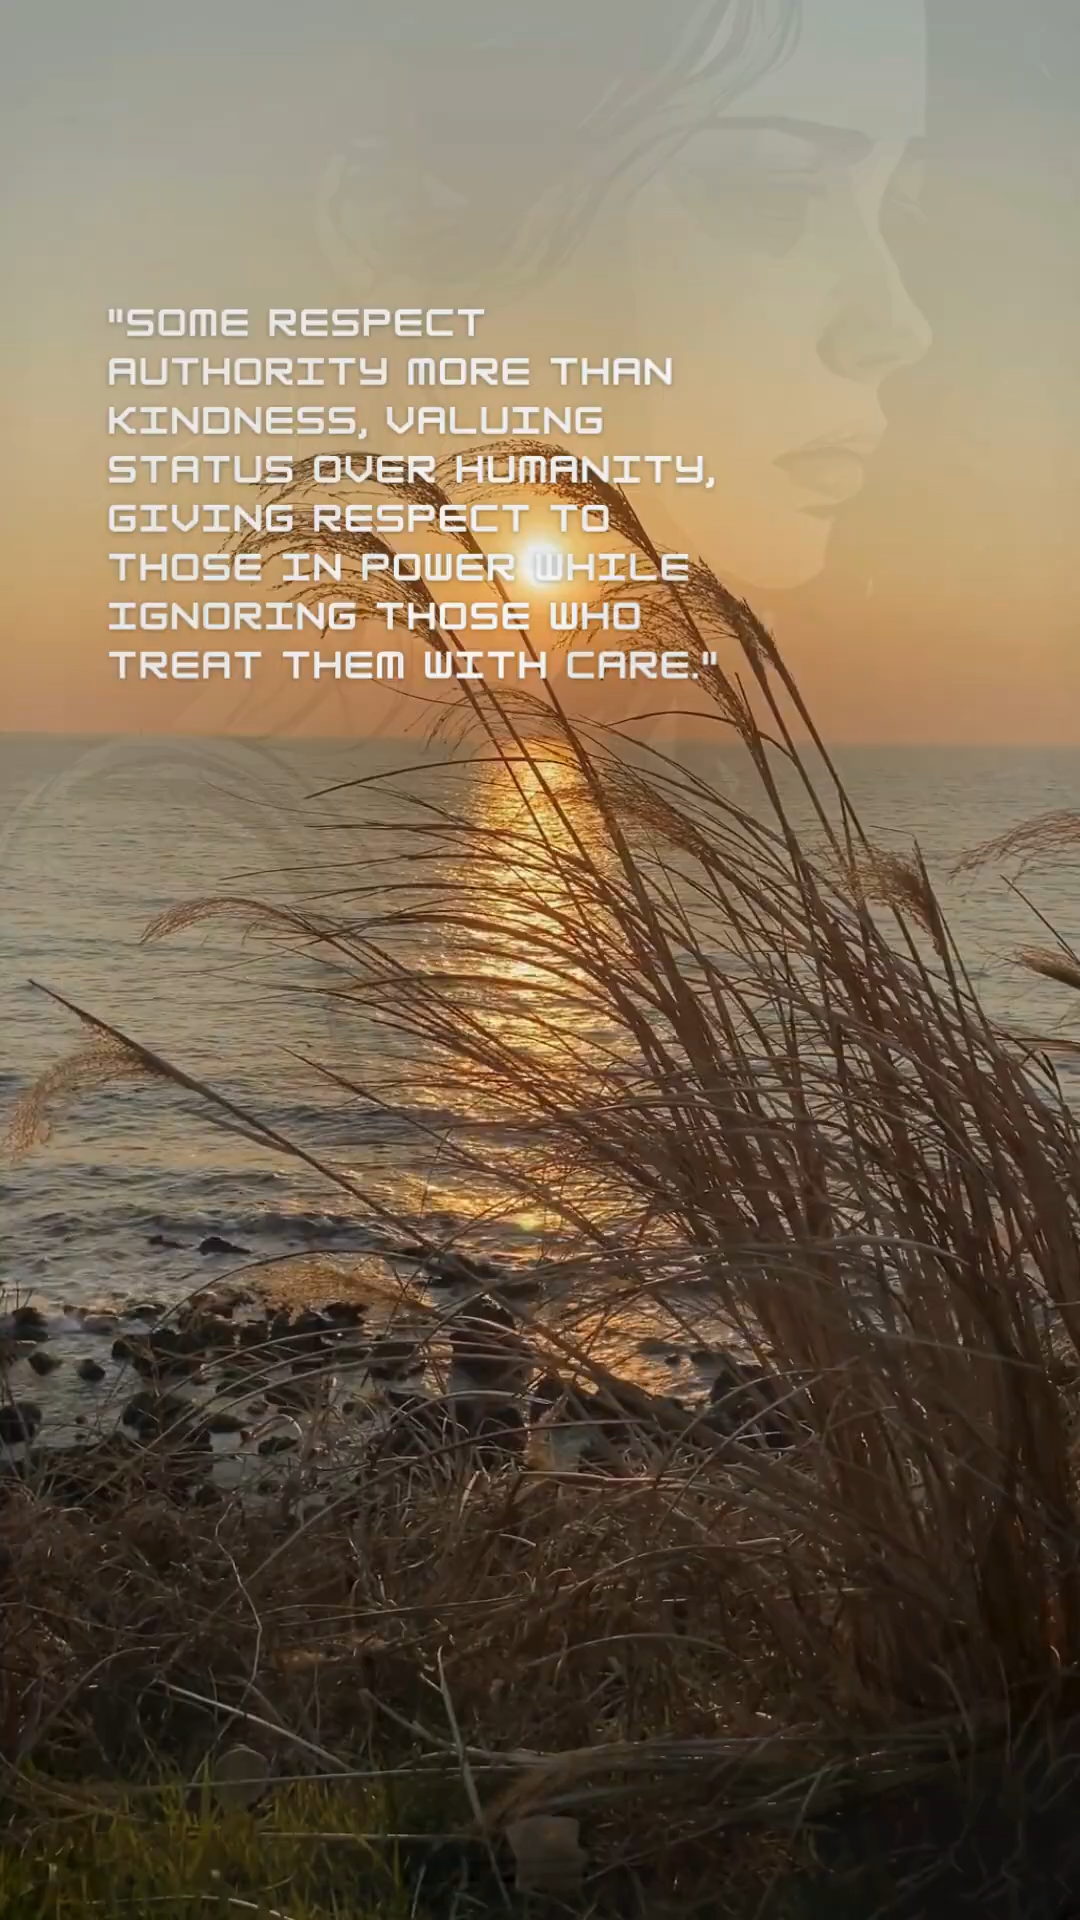 "SOME RESPECT
AUTHORITY MORE THAN
KINDNESS, VALUING
STATUS OVER HUMANITY,
GIVING RESPECT TO
THOSE IN POWER WHILE
IGNORING THOSE WHO
TREAT THEM WITH CARE."